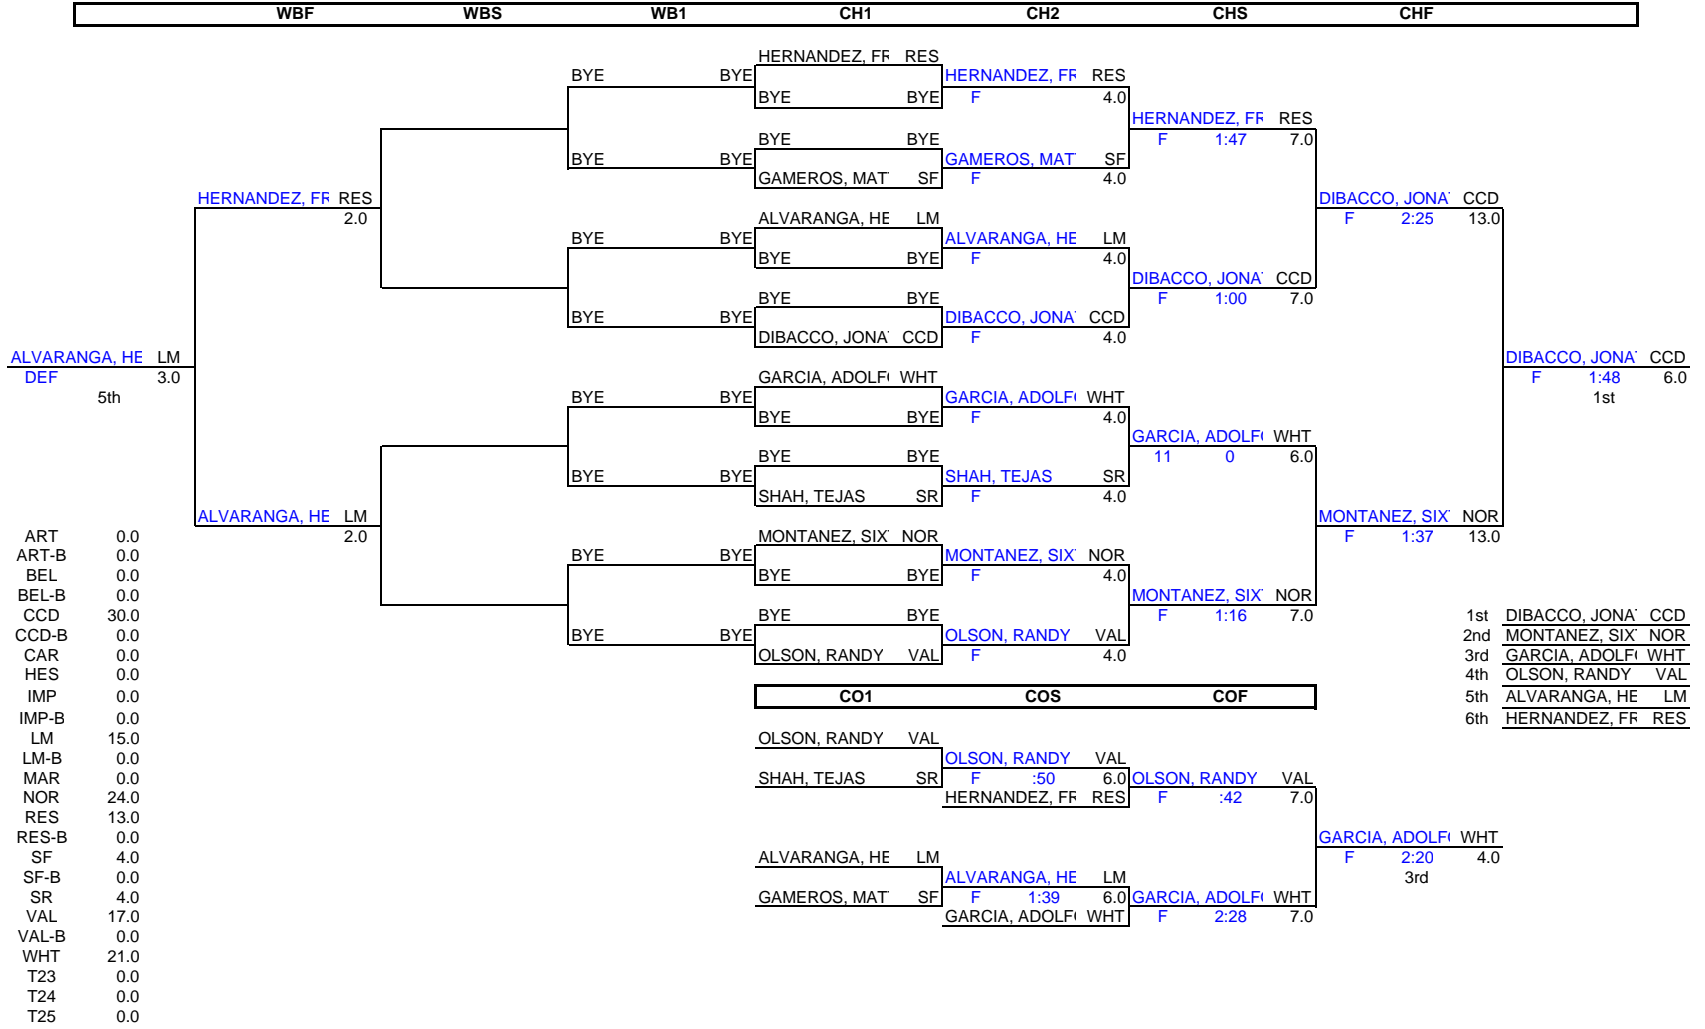 WBF WBS WB1 CH1 CH2 CHS CHF
HERNANDEZ, FR RES
BYE BYE HERNANDEZ, FR RES
BYE BYE F 4.0
HERNANDEZ, FR RES
BYE BYE F 1:47 7.0
BYE BYE GAMEROS, MAT SF
GAMEROS, MAT SF F 4.0
HERNANDEZ, FR RES DIBACCO, JONA CCD
2.0 ALVARANGA, HE LM F 2:25 13.0
BYE BYE ALVARANGA, HE LM
BYE BYE F 4.0
DIBACCO, JONA CCD
BYE BYE F 1:00 7.0
BYE BYE DIBACCO, JONA CCD
DIBACCO, JONA CCD F 4.0
ALVARANGA, HE LM DIBACCO, JONA CCD
DEF 3.0 GARCIA, ADOLF WHT F 1:48 6.0
5th BYE BYE GARCIA, ADOLF WHT 1st
BYE BYE F 4.0
GARCIA, ADOLF WHT
BYE BYE 11 0 6.0
BYE BYE SHAH, TEJAS SR
SHAH, TEJAS SR F 4.0
ALVARANGA, HE LM MONTANEZ, SIX NOR
ART 0.0 2.0 MONTANEZ, SIX NOR F 1:37 13.0
ART-B 0.0 BYE BYE MONTANEZ, SIX NOR
BEL 0.0 BYE BYE F 4.0
BEL-B 0.0 MONTANEZ, SIX NOR
CCD 30.0 BYE BYE F 1:16 7.0 1st DIBACCO, JONA CCD
CCD-B 0.0 BYE BYE OLSON, RANDY VAL 2nd MONTANEZ, SIX NOR
CAR 0.0 OLSON, RANDY VAL F 4.0 3rd GARCIA, ADOLF WHT
HES 0.0 4th OLSON, RANDY VAL
IMP 0.0 CO1 COS COF 5th ALVARANGA, HE LM
IMP-B 0.0 6th HERNANDEZ, FR RES
LM 15.0 OLSON, RANDY VAL
LM-B 0.0 OLSON, RANDY VAL
MAR 0.0 SHAH, TEJAS SR F :50 6.0 OLSON, RANDY VAL
NOR 24.0 HERNANDEZ, FR RES F :42 7.0
RES 13.0
RES-B 0.0 GARCIA, ADOLF WHT
SF 4.0 ALVARANGA, HE LM F 2:20 4.0
SF-B 0.0 ALVARANGA, HE LM 3rd
SR 4.0 GAMEROS, MAT SF F 1:39 6.0 GARCIA, ADOLF WHT
VAL 17.0 GARCIA, ADOLF WHT F 2:28 7.0
VAL-B 0.0
WHT 21.0
T23 0.0
T24 0.0
T25 0.0